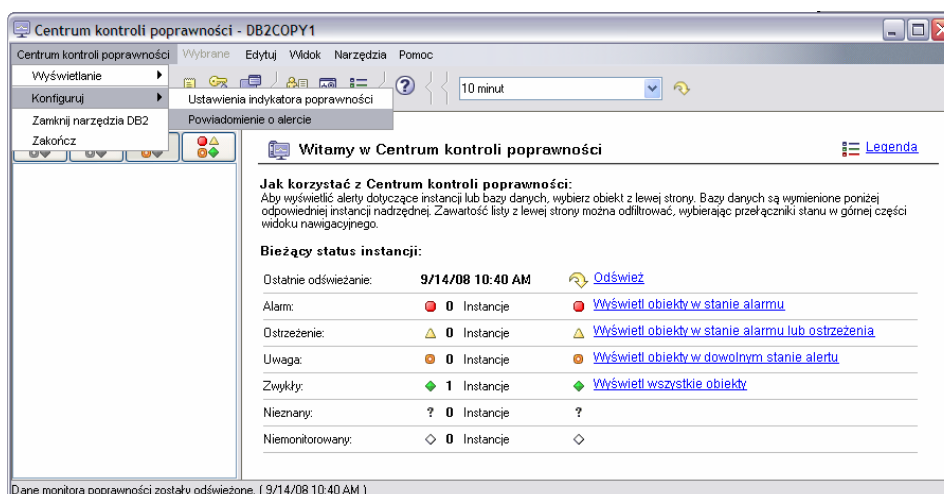 Centrum kontroli poprawności - DB2COPY1
Centrum kontroli poprawności Wybrane Edytuj Widok Narzędzia Pomoc
Wyświetlanie
Konfiguruj
Zamknij narzędzia DB2
Zakończ
Ustawienia indykatora poprawności
Powiadomienie o alercie
10 minut
Witamy w Centrum kontroli poprawności
Legenda
Jak korzystać z Centrum kontroli poprawności:
Aby wyświetlić alerty dotyczące instancji lub bazy danych, wybierz obiekt z lewej strony. Bazy danych są wymienione poniżej
odpowiedniej instancji nadrzędnej. Zawartość listy z lewej strony można odfiltrować, wybierając przełączniki stanu w górnej części
widoku nawigacyjnego.
Bieżący status instancji:
Ostatnie odświeżanie: 9/14/08 10:40 AM Odśwież
Alarm: 0 Instancje Wyświetl obiekty w stanie alarmu
Ostrzeżenie: 0 Instancje Wyświetl obiekty w stanie alarmu lub ostrzeżenia
Uwaga: 0 Instancje Wyświetl obiekty w dowolnym stanie alertu
Zwykły: 1 Instancje Wyświetl wszystkie obiekty
Nieznany: ? 0 Instancje ?
Niemonitorowany: 0 Instancje
Dane monitora poprawności zostały odświeżone. ( 9/14/08 10:40 AM )